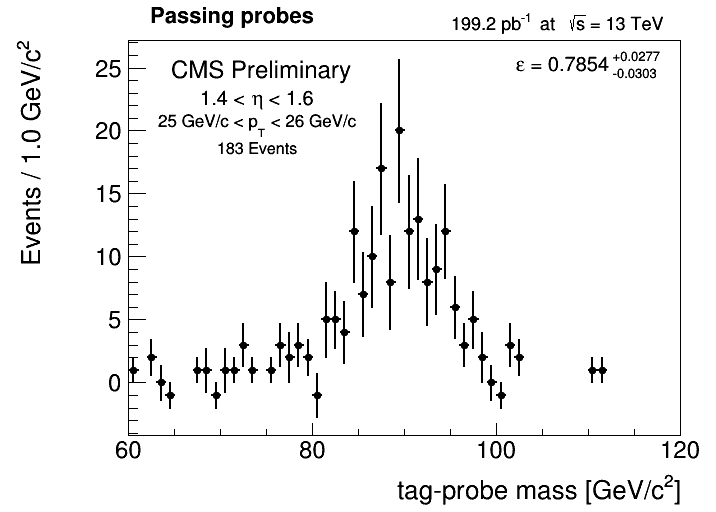 Passing probes
199.2 pb⁻¹ at √s = 13 TeV
CMS Preliminary
1.4 < η < 1.6
25 GeV/c < p_T < 26 GeV/c
183 Events
ε = 0.7854 +0.0277 -0.0303
Events / 1.0 GeV/c²
25
20
15
10
5
0
60 80 100 120
tag-probe mass [GeV/c²]